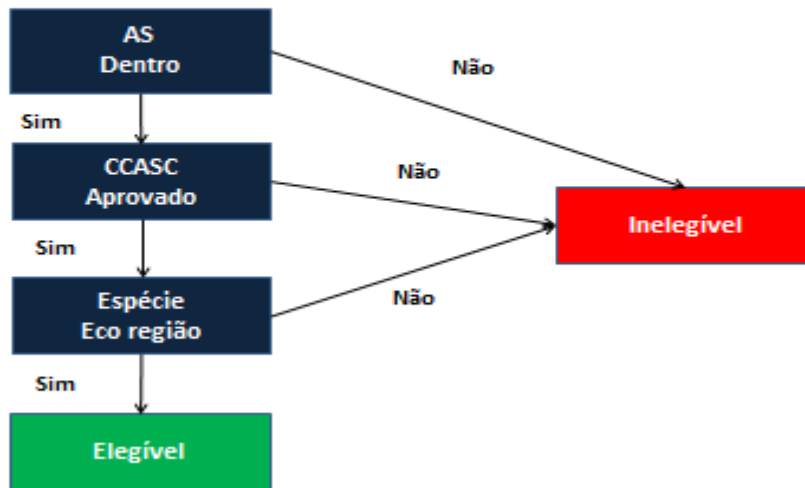 AS
Dentro
Não
Sim
CCASC
Aprovado
Não
Inelegível
Sim
Espécie
Eco região
Não
Sim
Elegível